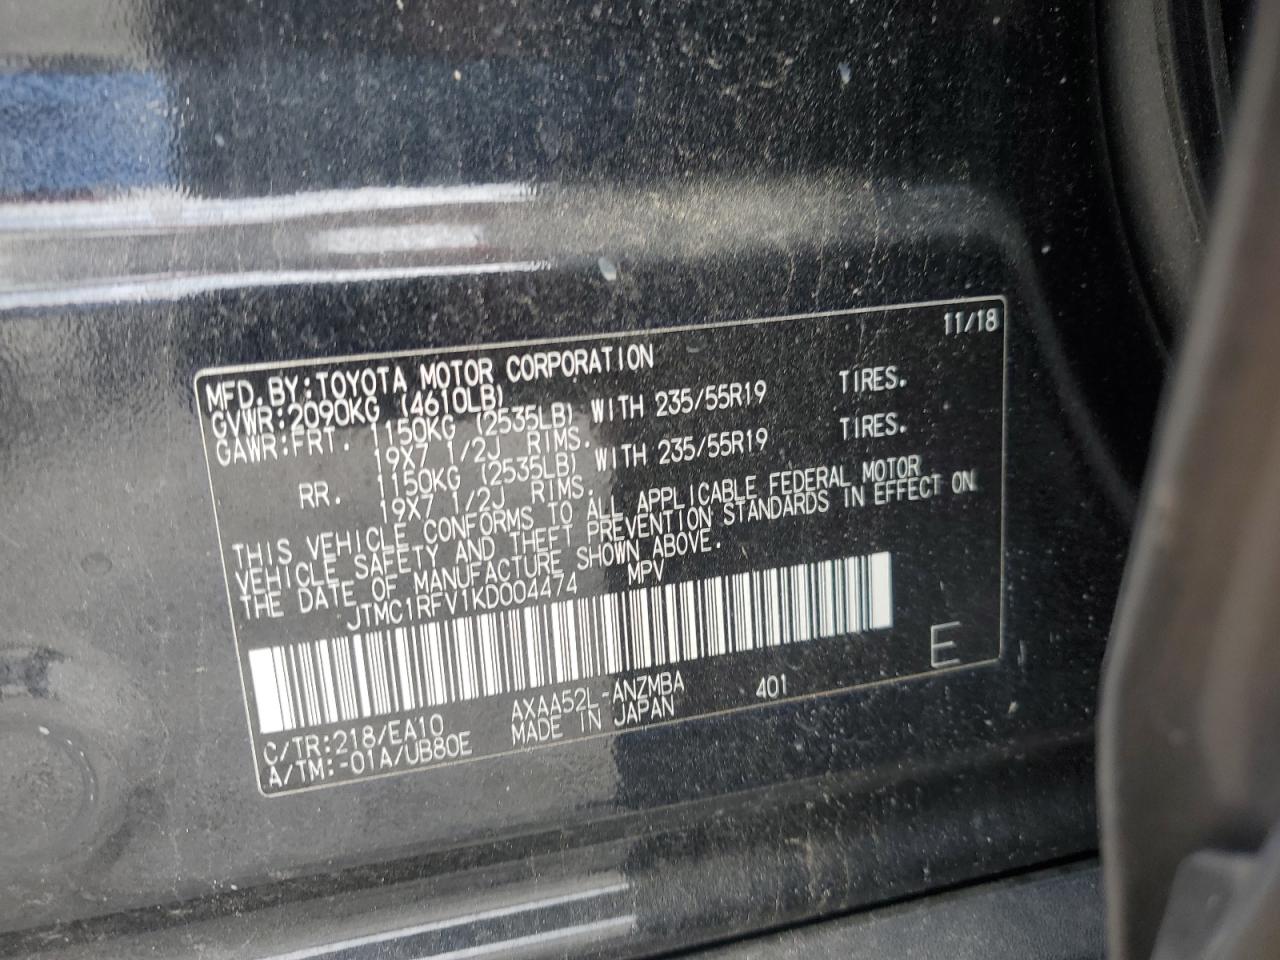 11/18
MFD.BY:TOYOTA MOTOR CORPORATION
GVWR:2090KG (4610LB)
GAWR:FRT. 1150KG (2535LB) WITH 235/55R19 TIRES.
19X7 1/2J RIMS.
RR. 1150KG (2535LB) WITH 235/55R19 TIRES.
19X7 1/2J RIMS.
THIS VEHICLE CONFORMS TO ALL APPLICABLE FEDERAL MOTOR
VEHICLE SAFETY AND THEFT PREVENTION STANDARDS IN EFFECT ON
THE DATE OF MANUFACTURE SHOWN ABOVE.
JTMC1RFV1KD004474 MPV
E
C/TR:218/EA10 AXAA52L-ANZMBA 401
A/TM:-01A/UB80E MADE IN JAPAN